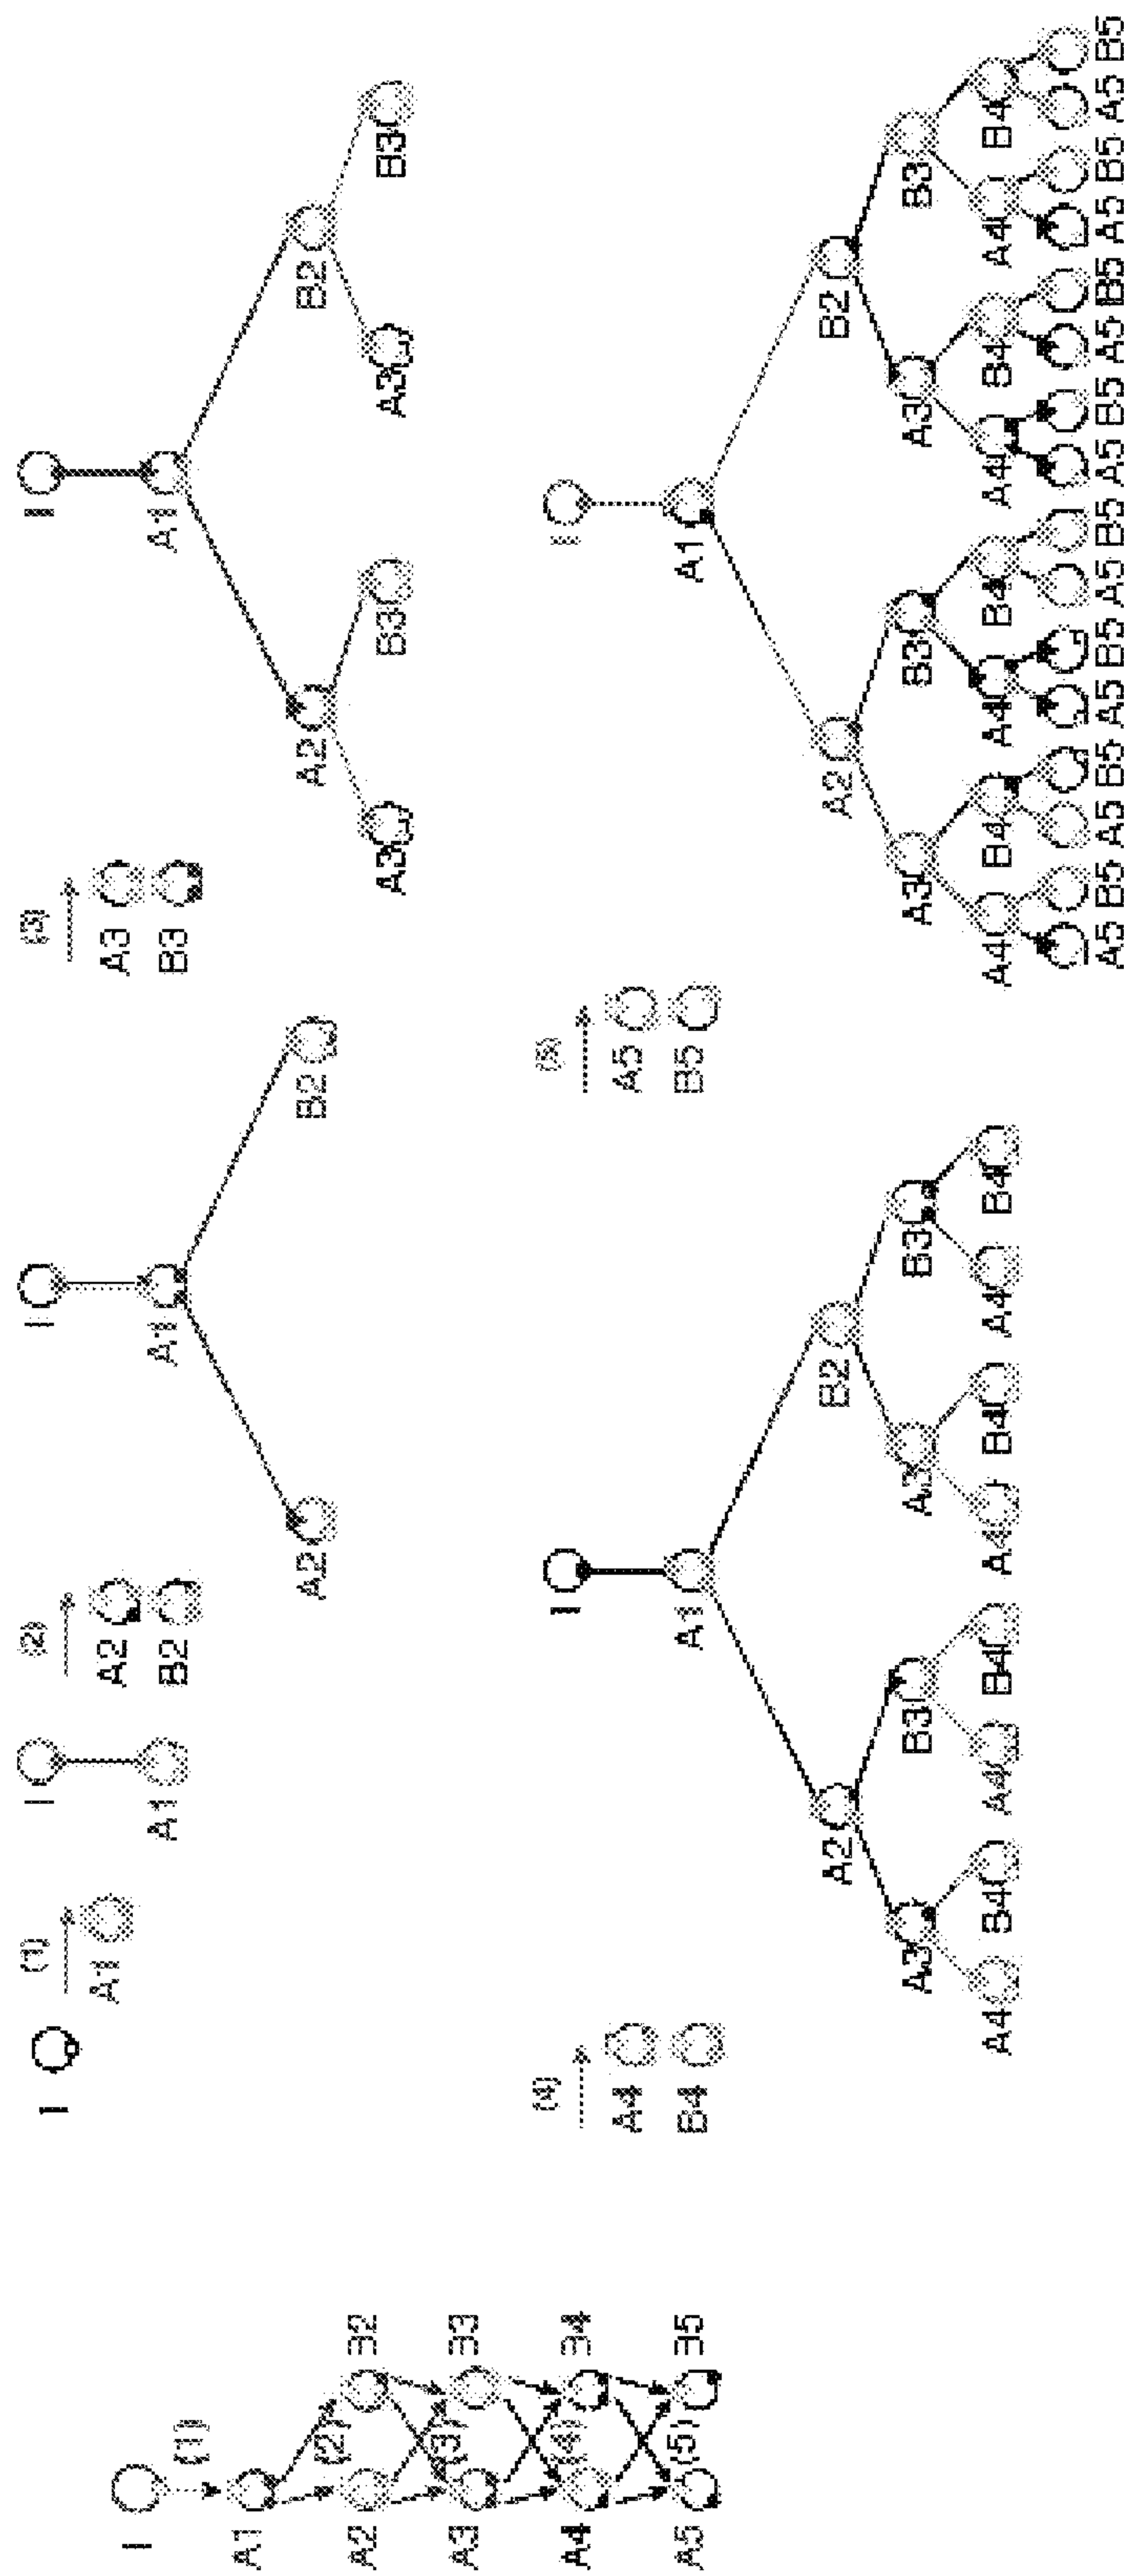 I
(1)
A1
(2)
A2 B2
(3)
A3 B3
(4)
A4 B4
(5)
A5 B5
I
(1)
A1
I
A1
(2)
A2
B2
I
A1
A2 B2
(3)
A3
B3
I
A1
A2 B2
A3 B3 A3 B3
(4)
A4
B4
I
A1
A2 B2
A3 B3 A3 B3
A4 B4 A4 B4 A4 B4 A4 B4
(5)
A5
B5
I
A1
A2 B2
A3 B3 A3 B3
A4 B4 A4 B4 A4 B4 A4 B4
A5 B5 A5 B5 A5 B5 A5 B5 A5 B5 A5 B5 A5 B5 A5 B5